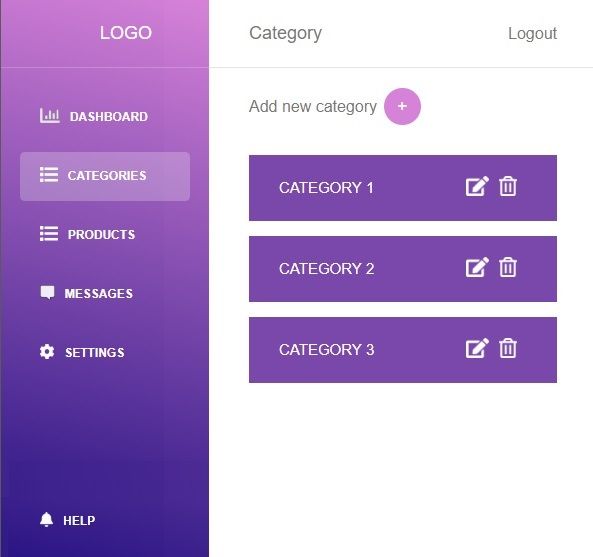 LOGO
DASHBOARD
CATEGORIES
PRODUCTS
MESSAGES
SETTINGS
HELP
Category
Logout
Add new category +
CATEGORY 1
CATEGORY 2
CATEGORY 3